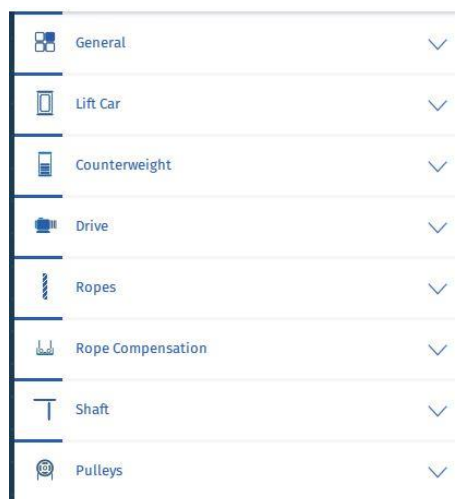 General
Lift Car
Counterweight
Drive
Ropes
Rope Compensation
Shaft
Pulleys